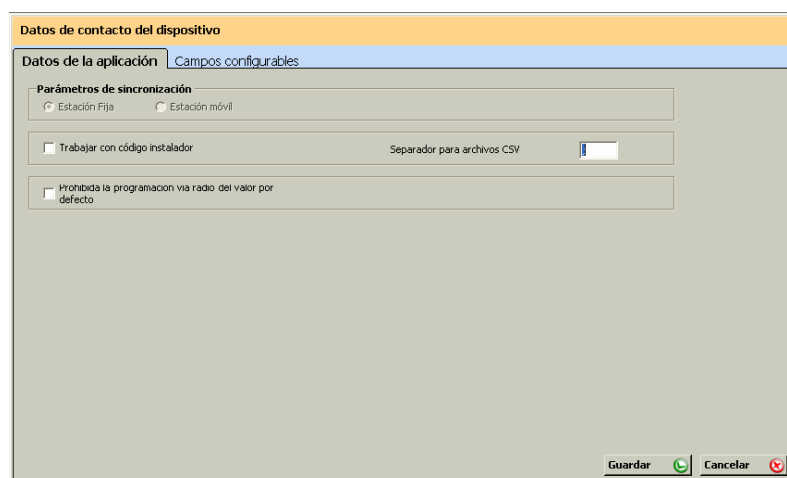 Datos de contacto del dispositivo
Datos de la aplicación Campos configurables
Parámetros de sincronización
Estación Fija Estación móvil
Trabajar con código instalador Separador para archivos CSV
Prohibida la programación via radio del valor por
defecto
Guardar Cancelar